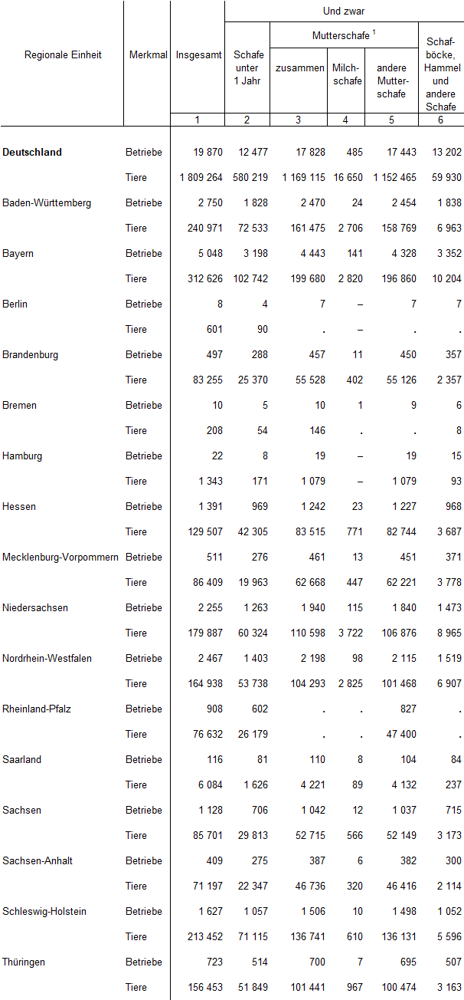 Und zwar
Mutterschafe 1
Regionale Einheit Merkmal Insgesamt Schafe unter 1 Jahr zusammen Milch-schafe andere Mutter-schafe Schaf-böcke, Hammel und andere Schafe
1 2 3 4 5 6
Deutschland Betriebe 19 870 12 477 17 828 485 17 443 13 202
Tiere 1 809 264 580 219 1 169 115 16 650 1 152 465 59 930
Baden-Württemberg Betriebe 2 750 1 828 2 470 24 2 454 1 838
Tiere 240 971 72 533 161 475 2 706 158 769 6 963
Bayern Betriebe 5 048 3 198 4 443 141 4 328 3 352
Tiere 312 626 102 742 199 680 2 820 196 860 10 204
Berlin Betriebe 8 4 7 – 7 7
Tiere 601 90 . – . .
Brandenburg Betriebe 497 288 457 11 450 357
Tiere 83 255 25 370 55 528 402 55 126 2 357
Bremen Betriebe 10 5 10 1 9 6
Tiere 208 54 146 . . 8
Hamburg Betriebe 22 8 19 – 19 15
Tiere 1 343 171 1 079 – 1 079 93
Hessen Betriebe 1 391 969 1 242 23 1 227 968
Tiere 129 507 42 305 83 515 771 82 744 3 687
Mecklenburg-Vorpommern Betriebe 511 276 461 13 451 371
Tiere 86 409 19 963 62 668 447 62 221 3 778
Niedersachsen Betriebe 2 255 1 263 1 940 115 1 840 1 473
Tiere 179 887 60 324 110 598 3 722 106 876 8 965
Nordrhein-Westfalen Betriebe 2 467 1 403 2 198 98 2 115 1 519
Tiere 164 938 53 738 104 293 2 825 101 468 6 907
Rheinland-Pfalz Betriebe 908 602 . . 827 .
Tiere 76 632 26 179 . . 47 400 .
Saarland Betriebe 116 81 110 8 104 84
Tiere 6 084 1 626 4 221 89 4 132 237
Sachsen Betriebe 1 128 706 1 042 12 1 037 715
Tiere 85 701 29 813 52 715 566 52 149 3 173
Sachsen-Anhalt Betriebe 409 275 387 6 382 300
Tiere 71 197 22 347 46 736 320 46 416 2 114
Schleswig-Holstein Betriebe 1 627 1 057 1 506 10 1 498 1 052
Tiere 213 452 71 115 136 741 610 136 131 5 596
Thüringen Betriebe 723 514 700 7 695 507
Tiere 156 453 51 849 101 441 967 100 474 3 163